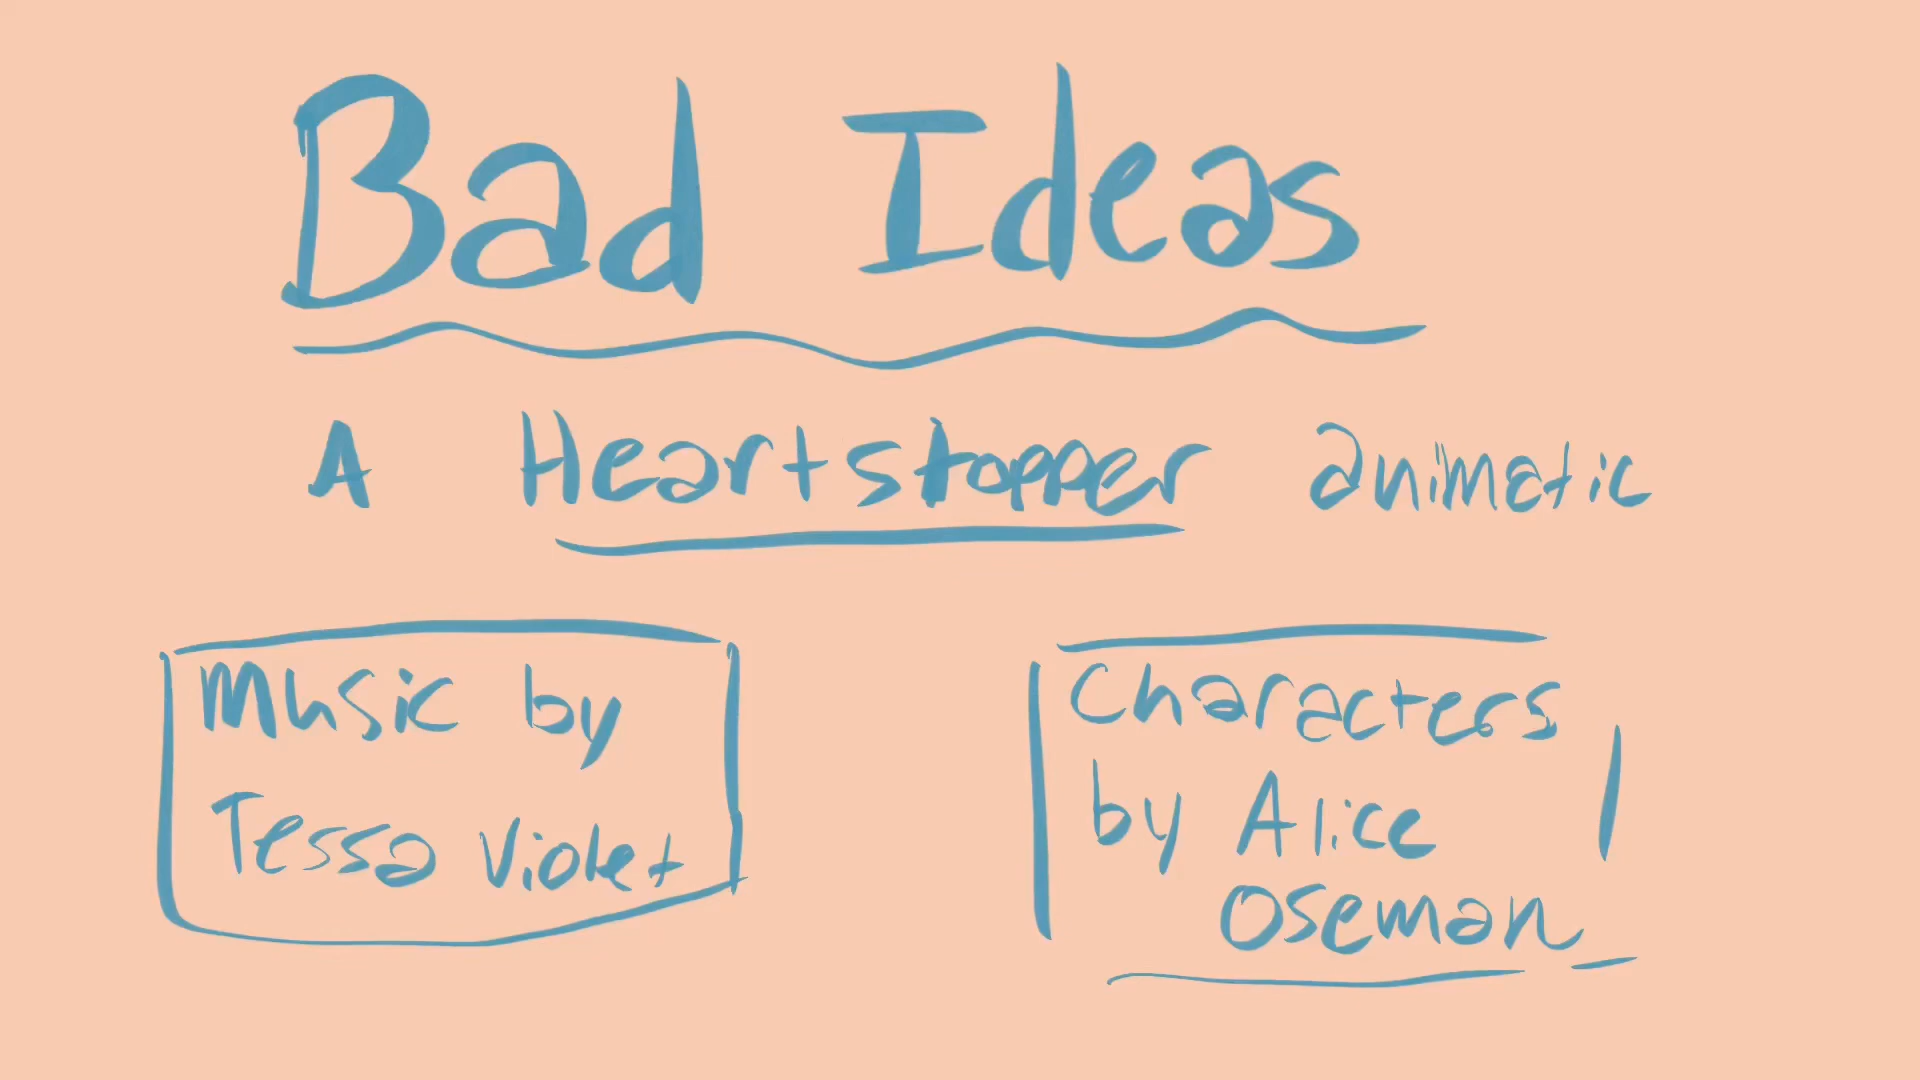 Bad Ideas
A Heartstopper animatic
Music by
Tessa Violet
Characters
by Alice
Oseman